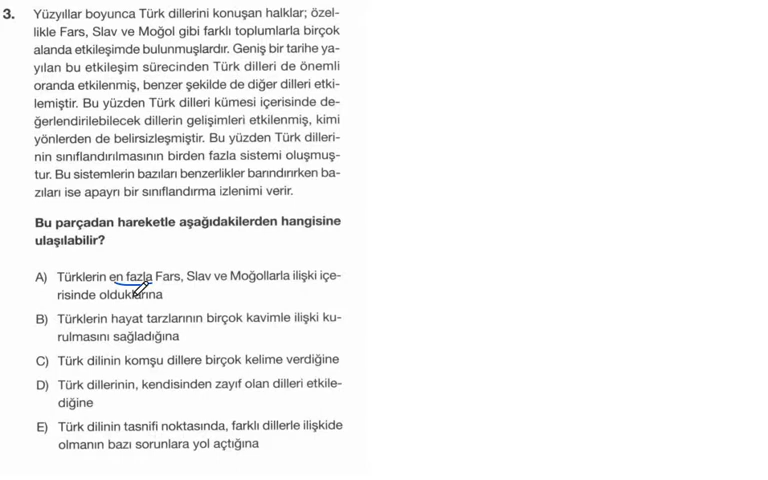 3. Yüzyıllar boyunca Türk dillerini konuşan halklar; özel-
likle Fars, Slav ve Moğol gibi farklı toplumlarla birçok
alanda etkileşimde bulunmuşlardır. Geniş bir tarihe ya-
yılan bu etkileşim sürecinden Türk dilleri de önemli
oranda etkilenmiş, benzer şekilde de diğer dilleri etki-
lemiştir. Bu yüzden Türk dilleri kümesi içerisinde de-
ğerlendirilebilecek dillerin gelişimleri etkilenmiş, kimi
yönlerden de belirsizleşmiştir. Bu yüzden Türk dilleri-
nin sınıflandırılmasının birden fazla sistemi oluşmuş-
tur. Bu sistemlerin bazıları benzerlikler barındırırken ba-
zıları ise apayrı bir sınıflandırma izlenimi verir.
Bu parçadan hareketle aşağıdakilerden hangisine
ulaşılabilir?
A) Türklerin en fazla Fars, Slav ve Moğollarla ilişki içe-
risinde olduklarına
B) Türklerin hayat tarzlarının birçok kavimle ilişki ku-
rulmasını sağladığına
C) Türk dilinin komşu dillere birçok kelime verdiğine
D) Türk dillerinin, kendisinden zayıf olan dilleri etkile-
diğine
E) Türk dilinin tasnifi noktasında, farklı dillerle ilişkide
olmanın bazı sorunlara yol açtığına